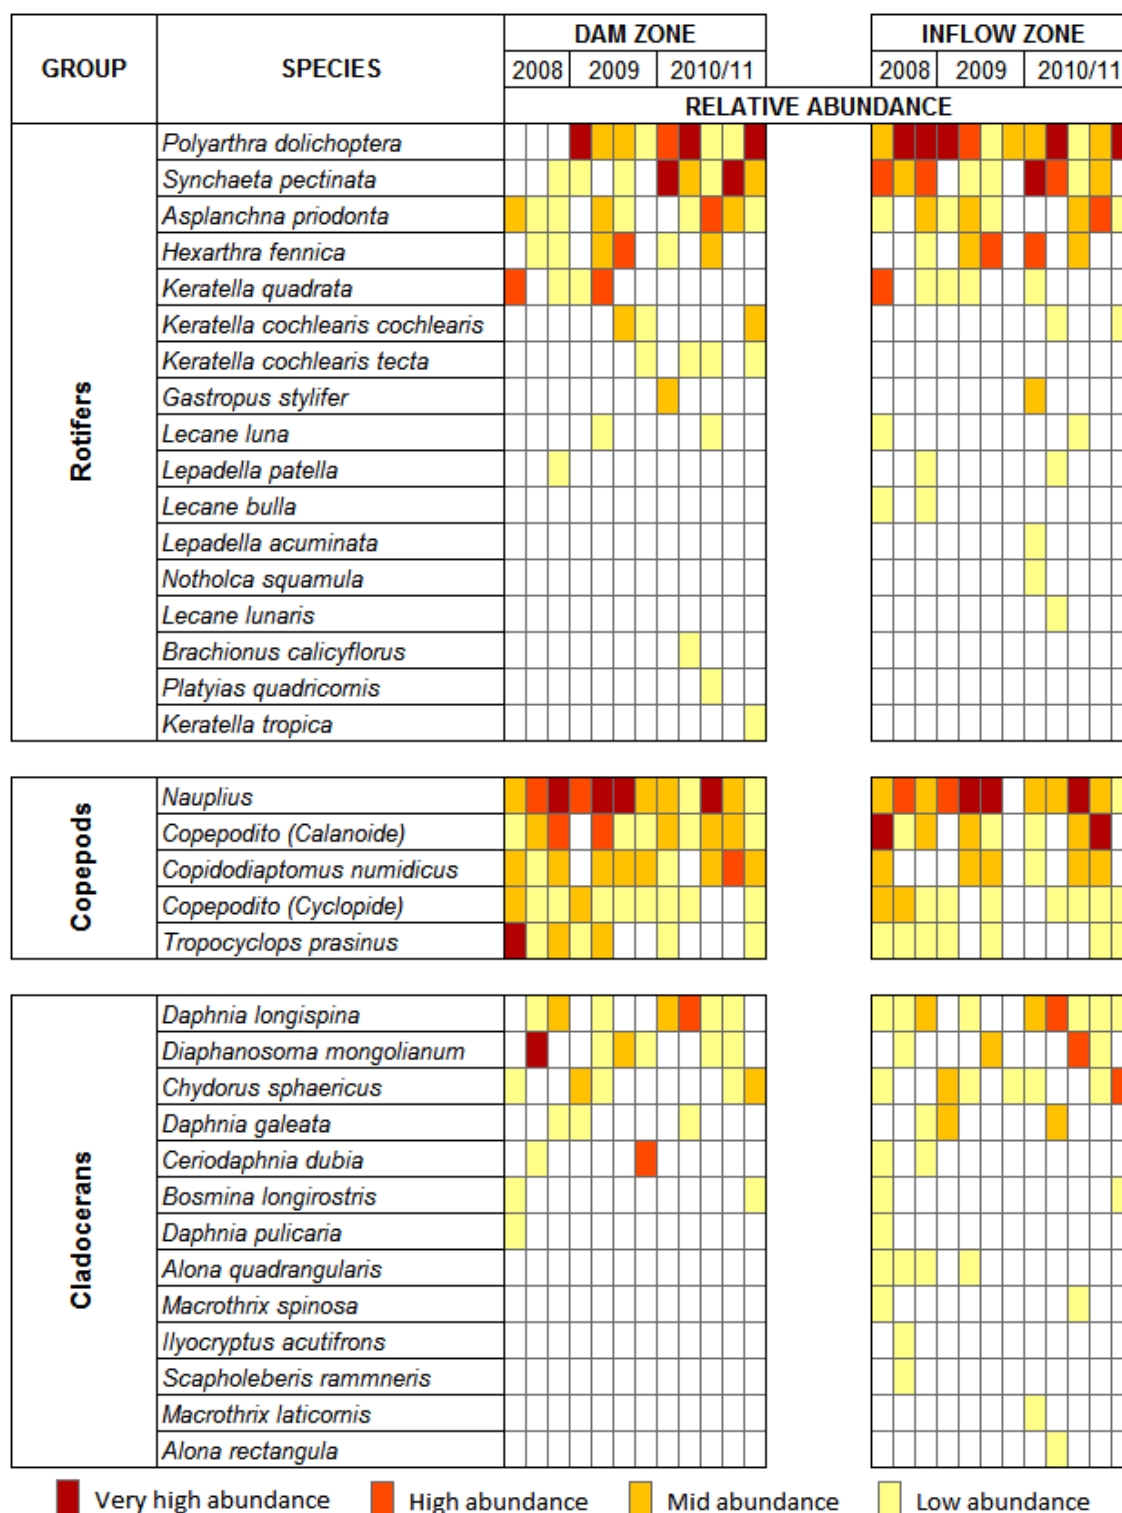 GROUP SPECIES DAM ZONE INFLOW ZONE
2008 2009 2010/11 2008 2009 2010/11
RELATIVE ABUNDANCE
Rotifers
Polyarthra dolichoptera
Synchaeta pectinata
Asplanchna priodonta
Hexarthra fennica
Keratella quadrata
Keratella cochlearis cochlearis
Keratella cochlearis tecta
Gastropus stylifer
Lecane luna
Lepadella patella
Lecane bulla
Lepadella acuminata
Notholca squamula
Lecane lunaris
Brachionus calicyflorus
Platyias quadricornis
Keratella tropica
Copepods
Nauplius
Copepodito (Calanoide)
Copidodiaptomus numidicus
Copepodito (Cyclopide)
Tropocyclops prasinus
Cladocerans
Daphnia longispina
Diaphanosoma mongolianum
Chydorus sphaericus
Daphnia galeata
Ceriodaphnia dubia
Bosmina longirostris
Daphnia pulicaria
Alona quadrangularis
Macrothrix spinosa
Ilyocryptus acutifrons
Scapholeberis rammneris
Macrothrix laticornis
Alona rectangula
Very high abundance High abundance Mid abundance Low abundance